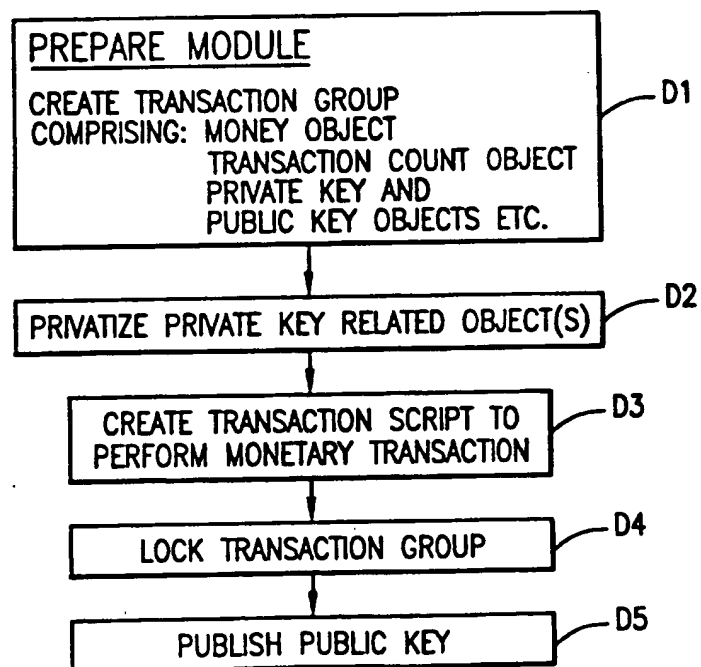 PREPARE MODULE
CREATE TRANSACTION GROUP
COMPRISING: MONEY OBJECT
TRANSACTION COUNT OBJECT
PRIVATE KEY AND
PUBLIC KEY OBJECTS ETC.
D1
PRIVATIZE PRIVATE KEY RELATED OBJECT(S)
D2
CREATE TRANSACTION SCRIPT TO
PERFORM MONETARY TRANSACTION
D3
LOCK TRANSACTION GROUP
D4
PUBLISH PUBLIC KEY
D5